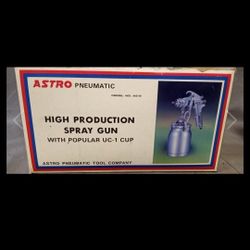 ASTRO PNEUMATIC
HIGH PRODUCTION
SPRAY GUN
WITH POPULAR UC-1 CUP
ASTRO PNEUMATIC TOOL COMPANY